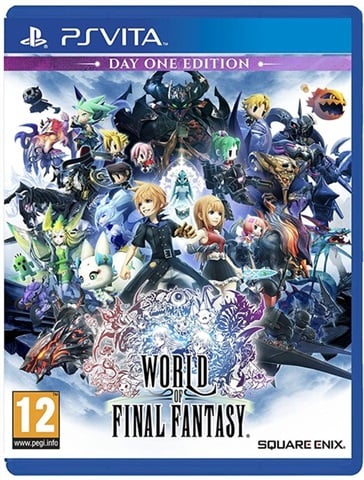 PSVITA
DAY ONE EDITION
WORLD
OF
FINAL FANTASY®
12
www.pegi.info
SQUARE ENIX.